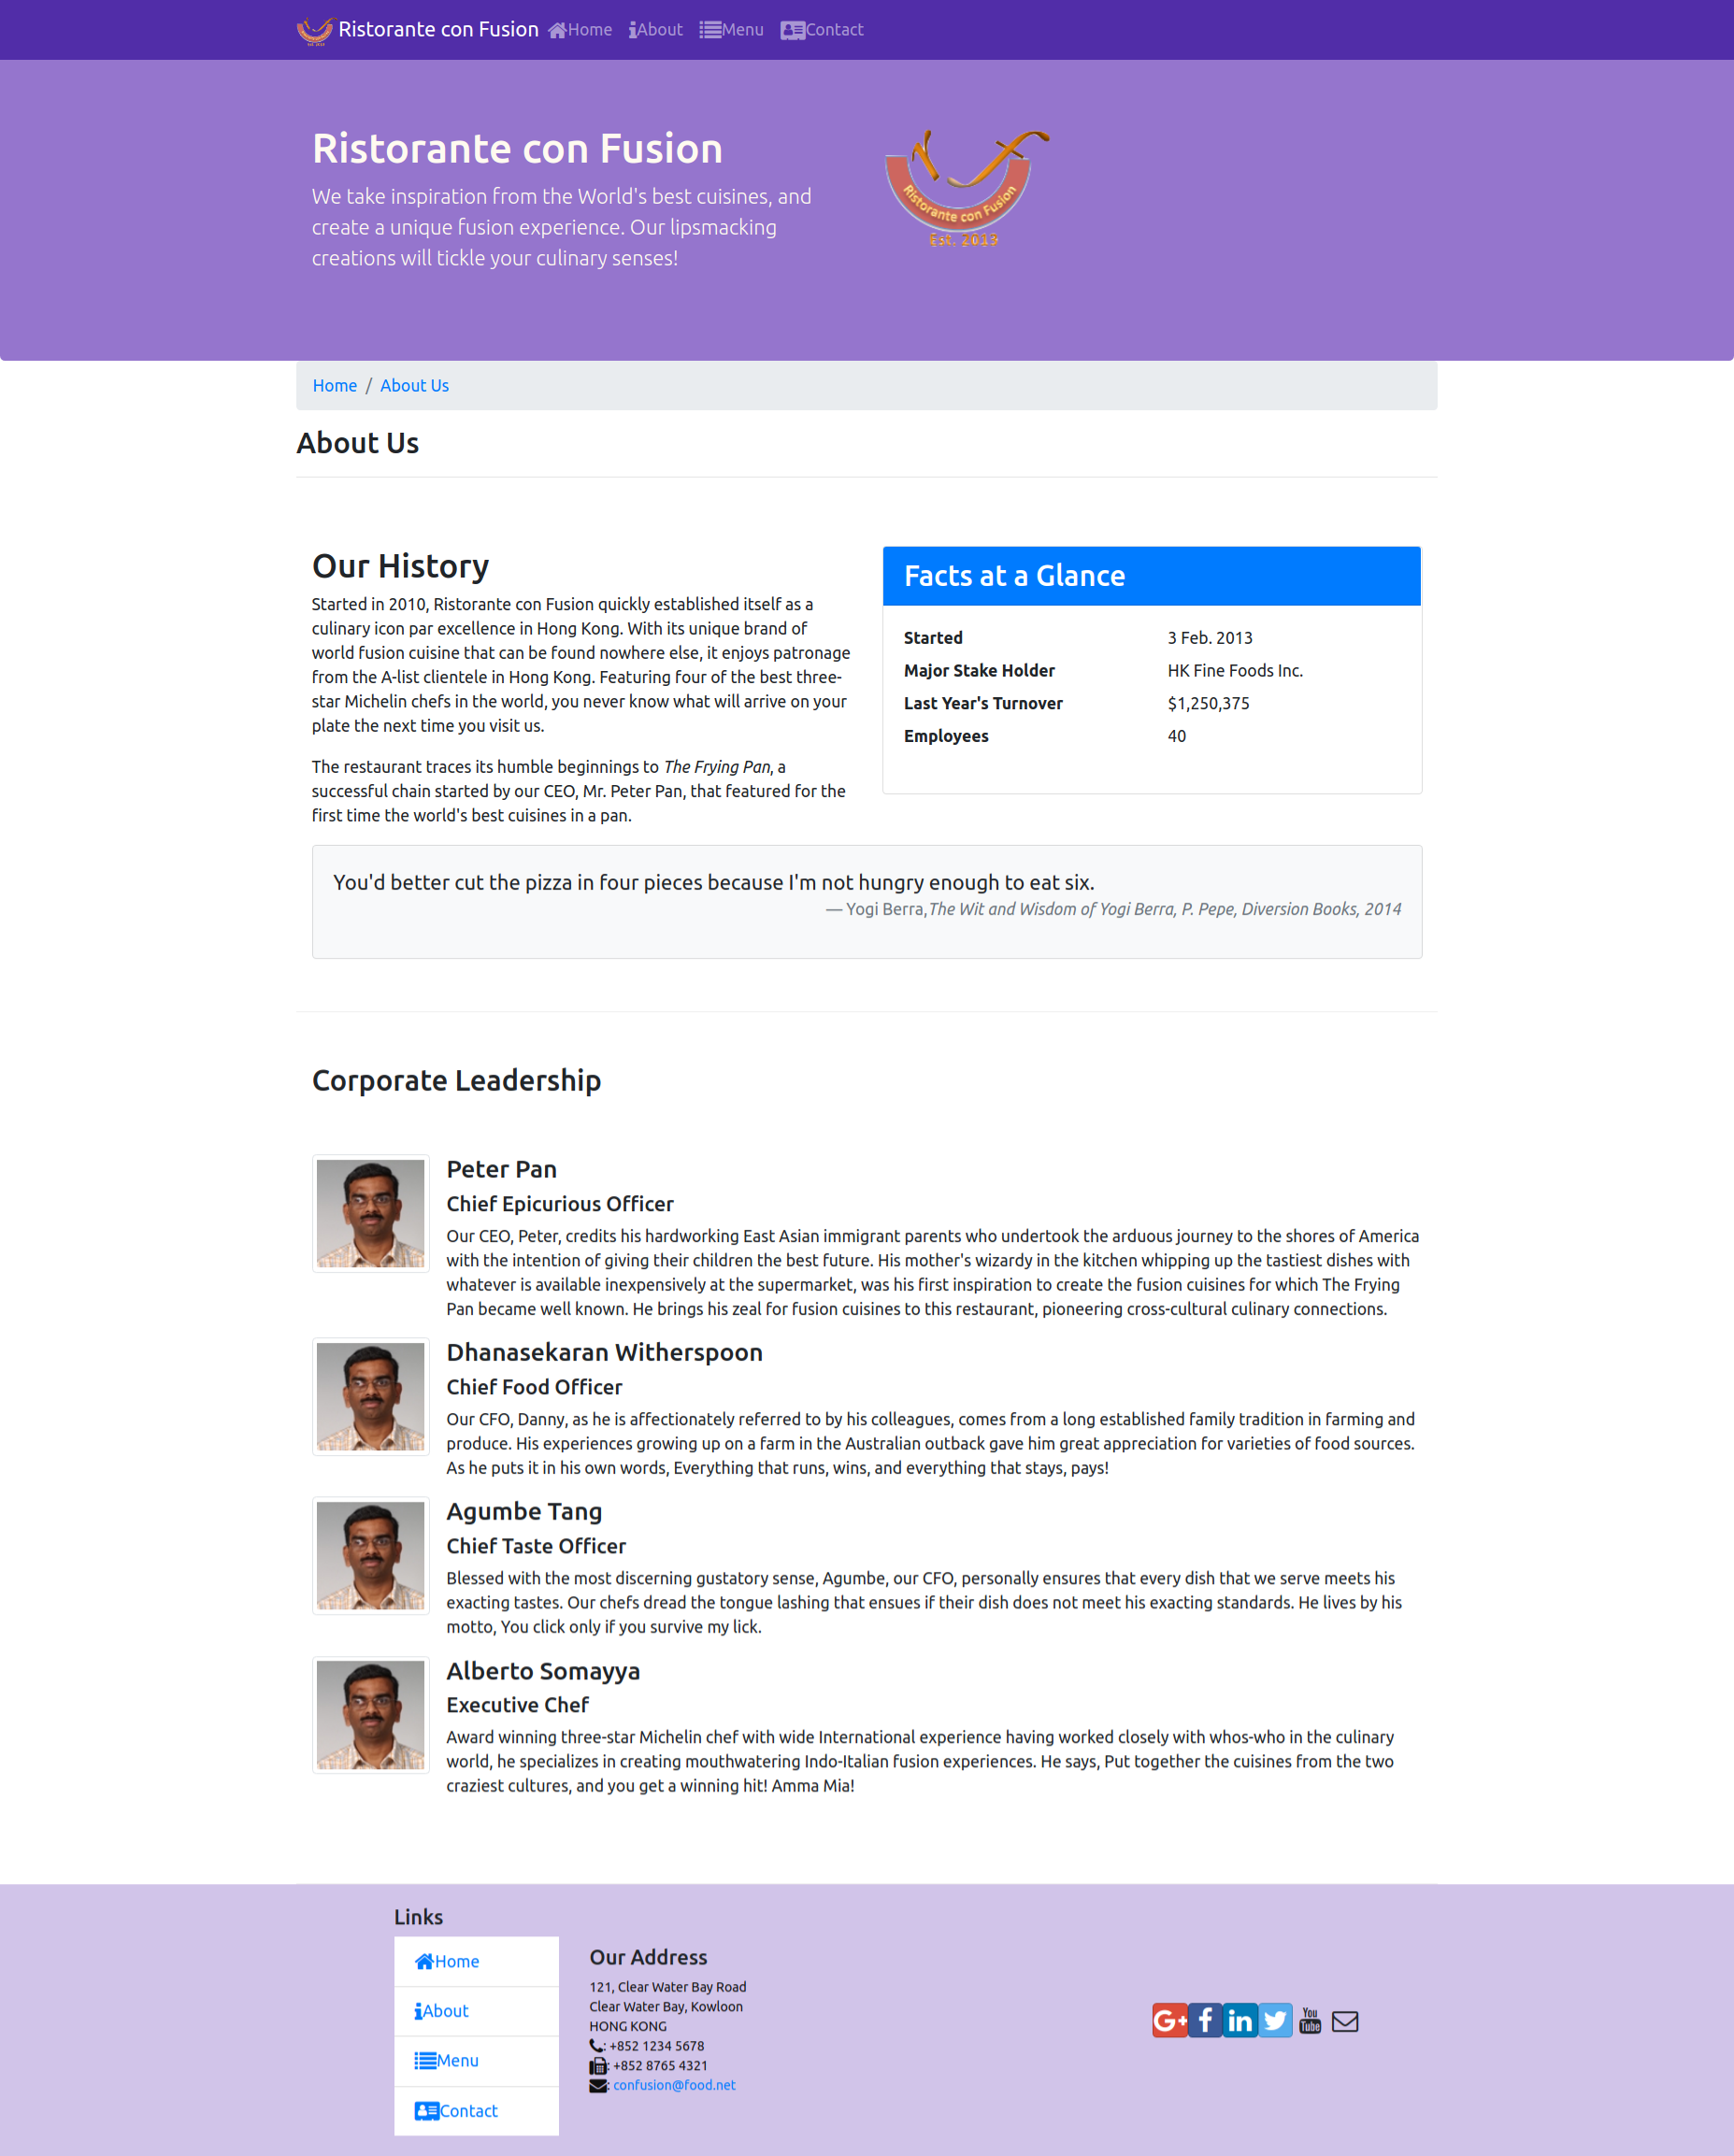 Ristorante con Fusion Home About Menu Contact
Ristorante con Fusion
We take inspiration from the World's best cuisines, and
create a unique fusion experience. Our lipsmacking
creations will tickle your culinary senses!
Ristorante con Fusion
Est. 2013
Home / About Us
About Us
Our History
Started in 2010, Ristorante con Fusion quickly established itself as a
culinary icon par excellence in Hong Kong. With its unique brand of
world fusion cuisine that can be found nowhere else, it enjoys patronage
from the A-list clientele in Hong Kong. Featuring four of the best three-
star Michelin chefs in the world, you never know what will arrive on your
plate the next time you visit us.
The restaurant traces its humble beginnings to The Frying Pan, a
successful chain started by our CEO, Mr. Peter Pan, that featured for the
first time the world's best cuisines in a pan.
Facts at a Glance
Started 3 Feb. 2013
Major Stake Holder HK Fine Foods Inc.
Last Year's Turnover $1,250,375
Employees 40
You'd better cut the pizza in four pieces because I'm not hungry enough to eat six.
— Yogi Berra,The Wit and Wisdom of Yogi Berra, P. Pepe, Diversion Books, 2014
Corporate Leadership
Peter Pan
Chief Epicurious Officer
Our CEO, Peter, credits his hardworking East Asian immigrant parents who undertook the arduous journey to the shores of America
with the intention of giving their children the best future. His mother's wizardy in the kitchen whipping up the tastiest dishes with
whatever is available inexpensively at the supermarket, was his first inspiration to create the fusion cuisines for which The Frying
Pan became well known. He brings his zeal for fusion cuisines to this restaurant, pioneering cross-cultural culinary connections.
Dhanasekaran Witherspoon
Chief Food Officer
Our CFO, Danny, as he is affectionately referred to by his colleagues, comes from a long established family tradition in farming and
produce. His experiences growing up on a farm in the Australian outback gave him great appreciation for varieties of food sources.
As he puts it in his own words, Everything that runs, wins, and everything that stays, pays!
Agumbe Tang
Chief Taste Officer
Blessed with the most discerning gustatory sense, Agumbe, our CFO, personally ensures that every dish that we serve meets his
exacting tastes. Our chefs dread the tongue lashing that ensues if their dish does not meet his exacting standards. He lives by his
motto, You click only if you survive my lick.
Alberto Somayya
Executive Chef
Award winning three-star Michelin chef with wide International experience having worked closely with whos-who in the culinary
world, he specializes in creating mouthwatering Indo-Italian fusion experiences. He says, Put together the cuisines from the two
craziest cultures, and you get a winning hit! Amma Mia!
Links
Home
About
Menu
Contact
Our Address
121, Clear Water Bay Road
Clear Water Bay, Kowloon
HONG KONG
: +852 1234 5678
: +852 8765 4321
: confusion@food.net
You
Tube